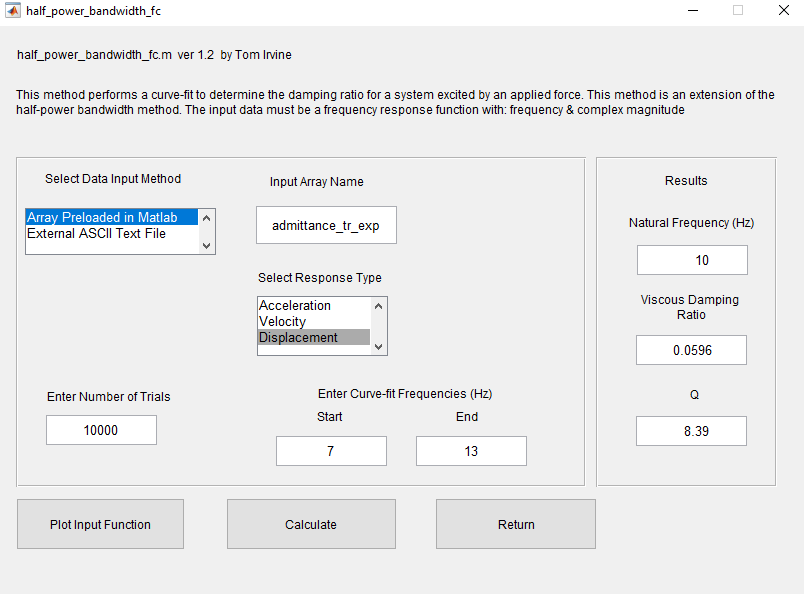 half_power_bandwidth_fc
half_power_bandwidth_fc.m  ver 1.2  by Tom Irvine
This method performs a curve-fit to determine the damping ratio for a system excited by an applied force. This method is an extension of the
half-power bandwidth method. The input data must be a frequency response function with: frequency & complex magnitude
Select Data Input Method
Array Preloaded in Matlab
External ASCII Text File
Input Array Name
admittance_tr_exp
Select Response Type
Acceleration
Velocity
Displacement
Enter Number of Trials
10000
Enter Curve-fit Frequencies (Hz)
Start
End
7
13
Results
Natural Frequency (Hz)
10
Viscous Damping
Ratio
0.0596
Q
8.39
Plot Input Function
Calculate
Return